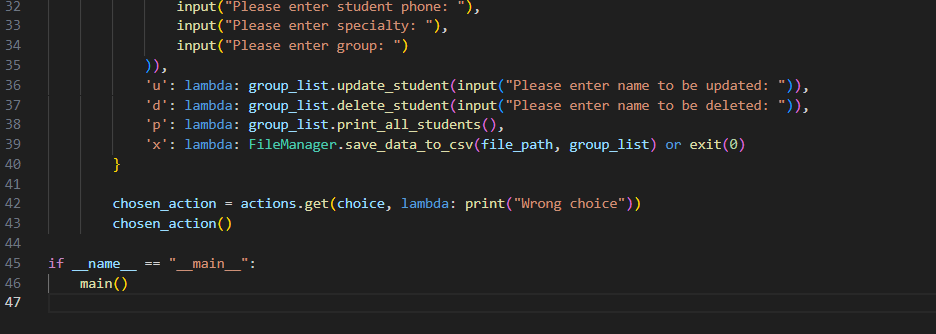 32 input("Please enter student phone: "),
33 input("Please enter specialty: "),
34 input("Please enter group: ")
35 )),
36 'u': lambda: group_list.update_student(input("Please enter name to be updated: ")),
37 'd': lambda: group_list.delete_student(input("Please enter name to be deleted: ")),
38 'p': lambda: group_list.print_all_students(),
39 'x': lambda: FileManager.save_data_to_csv(file_path, group_list) or exit(0)
40 }
41
42 chosen_action = actions.get(choice, lambda: print("Wrong choice"))
43 chosen_action()
44
45 if __name__ == "__main__":
46 main()
47